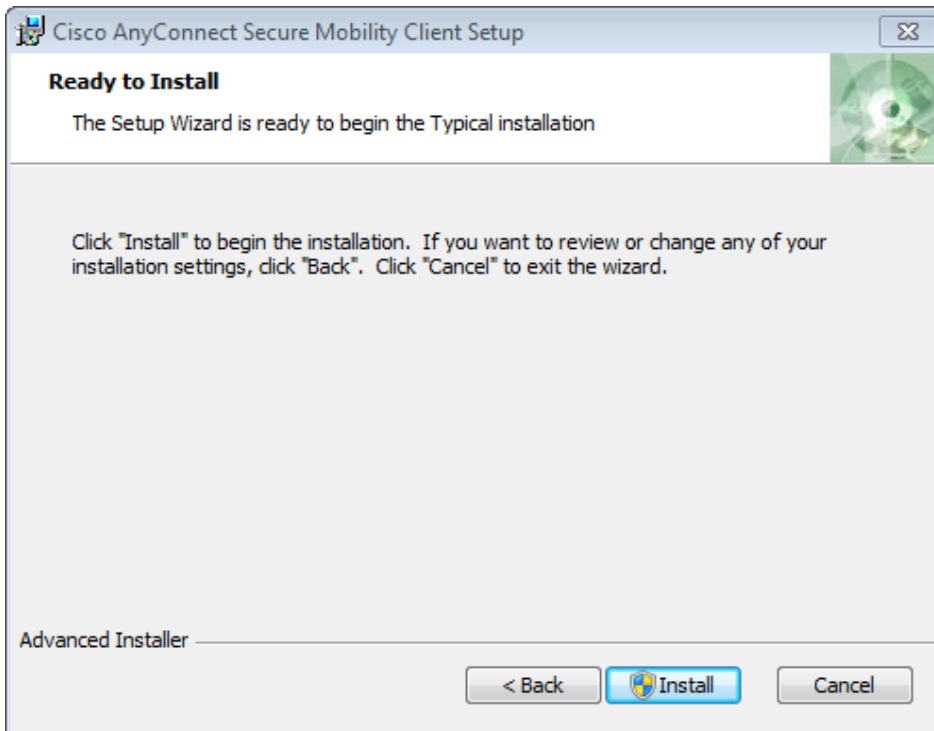 Cisco AnyConnect Secure Mobility Client Setup
Ready to Install
The Setup Wizard is ready to begin the Typical installation
Click "Install" to begin the installation.  If you want to review or change any of your
installation settings, click "Back".  Click "Cancel" to exit the wizard.
Advanced Installer
< Back Install Cancel